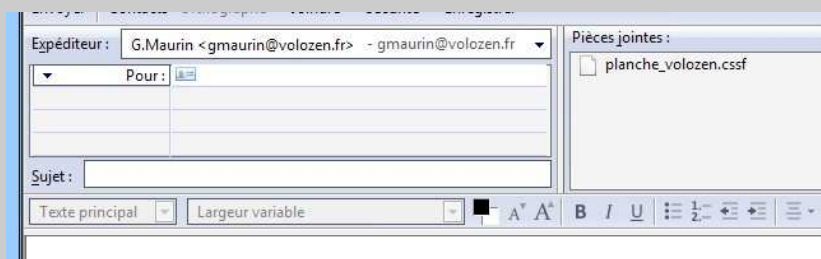 Expéditeur : G.Maurin <gmaurin@volozen.fr> - gmaurin@volozen.fr
Pièces jointes :
Pour :
planche_volozen.cssf
Sujet :
Texte principal Largeur variable A A B I U